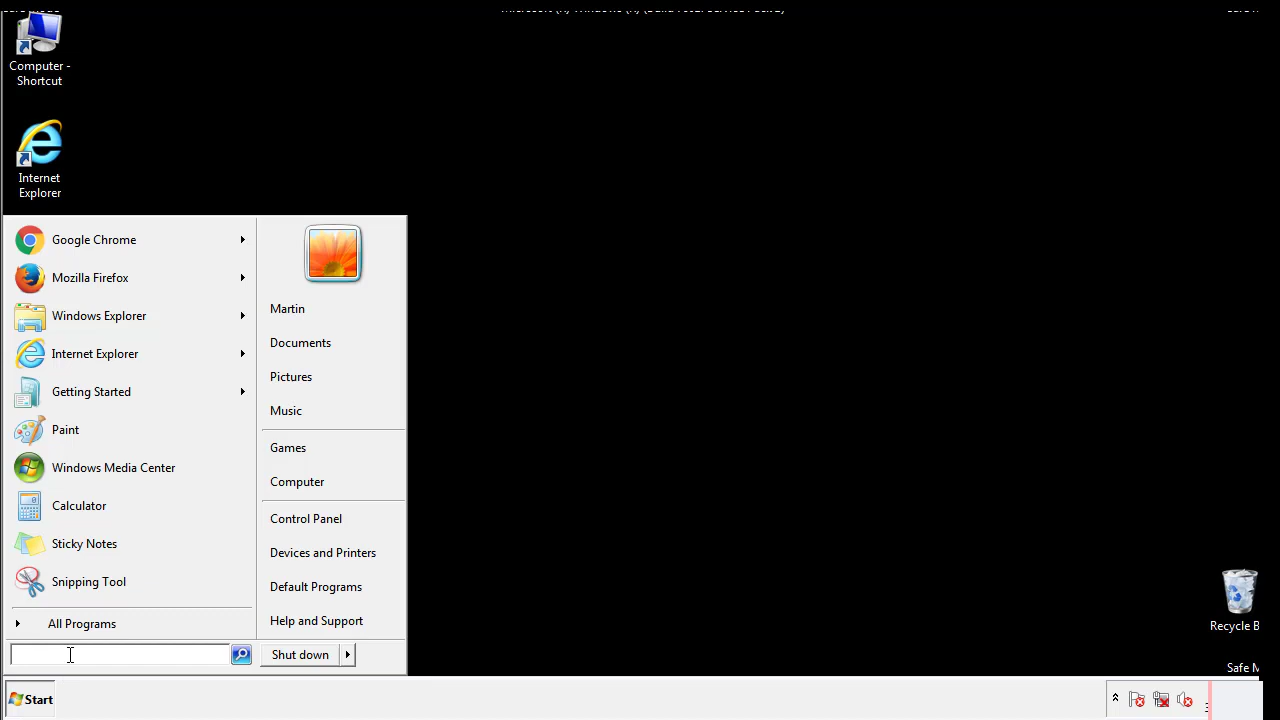 Computer -
Shortcut
Internet
Explorer
Google Chrome
Mozilla Firefox
Windows Explorer
Internet Explorer
Getting Started
Paint
Windows Media Center
Calculator
Sticky Notes
Snipping Tool
All Programs
Martin
Documents
Pictures
Music
Games
Computer
Control Panel
Devices and Printers
Default Programs
Help and Support
Shut down
Recycle B
Safe M
Start